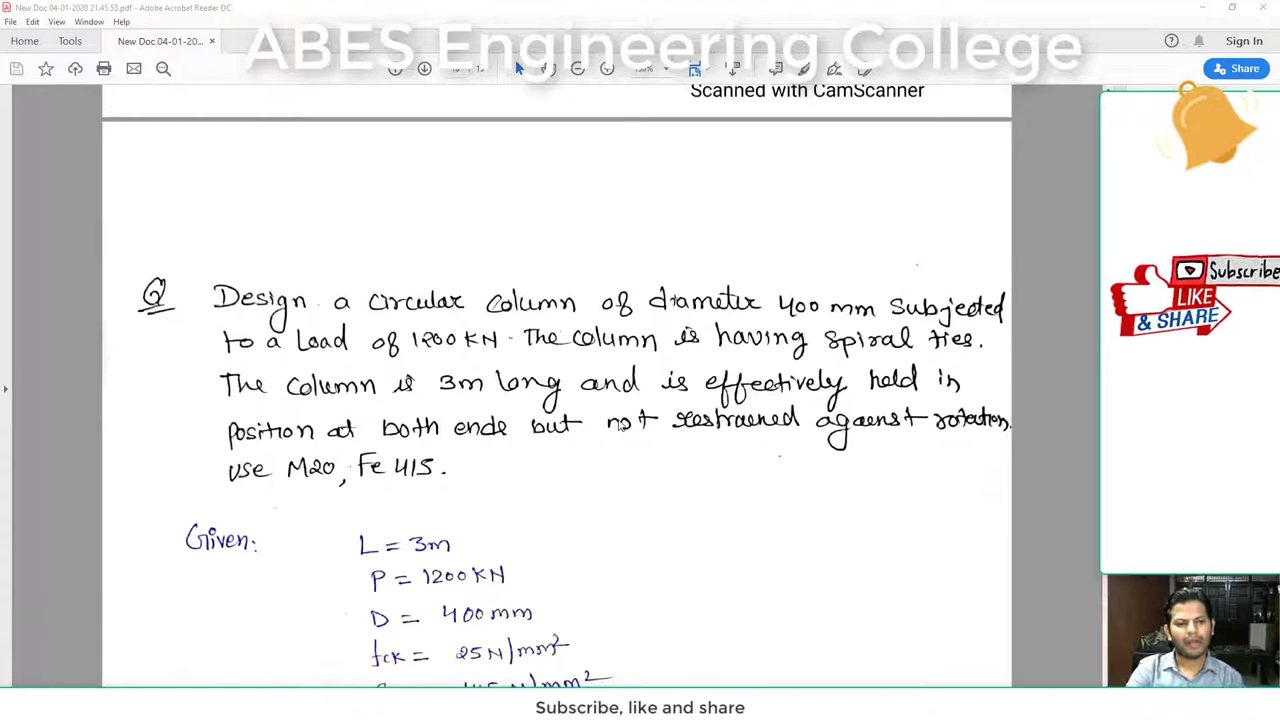 New Doc 04-01-2020 21.45.53.pdf - Adobe Acrobat Reader DC
File Edit View Window Help
Home Tools New Doc 04-01-20... × Sign In
ABES Engineering College
Share
Scanned with CamScanner
Q Design a circular column of diameter 400 mm subjected
to a load of 1200 KN. The column is having spiral ties.
The column is 3m long and is effectively held in
position at both ends but not restrained against rotation.
use M20, Fe 415.
Given: L = 3m
P = 1200 KN
D = 400 mm
fck = 25 N/mm²
Subscribe
LIKE
& SHARE
Subscribe, like and share